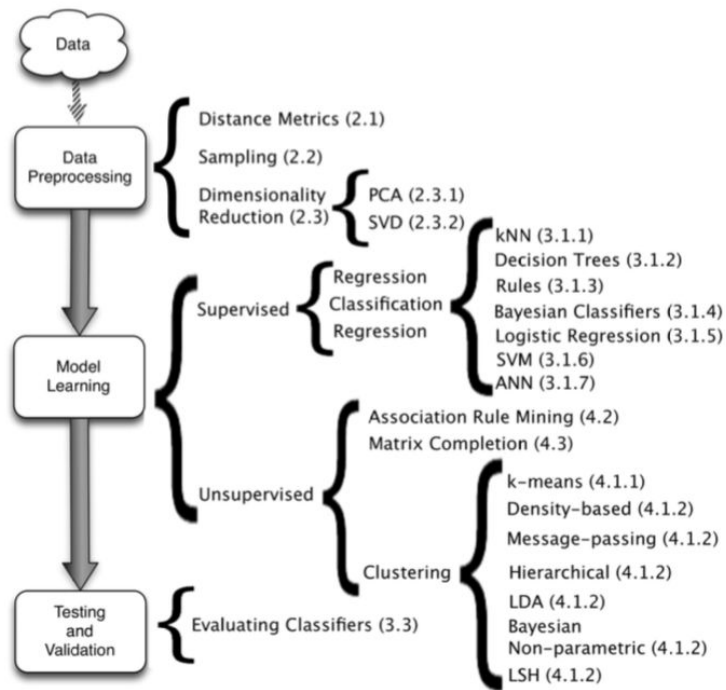 Data
Data
Preprocessing
Distance Metrics (2.1)
Sampling (2.2)
Dimensionality
Reduction (2.3)
PCA (2.3.1)
SVD (2.3.2)
Model
Learning
Supervised
Regression
Classification
Regression
kNN (3.1.1)
Decision Trees (3.1.2)
Rules (3.1.3)
Bayesian Classifiers (3.1.4)
Logistic Regression (3.1.5)
SVM (3.1.6)
ANN (3.1.7)
Unsupervised
Association Rule Mining (4.2)
Matrix Completion (4.3)
Clustering
k-means (4.1.1)
Density-based (4.1.2)
Message-passing (4.1.2)
Hierarchical (4.1.2)
LDA (4.1.2)
Bayesian
Non-parametric (4.1.2)
LSH (4.1.2)
Testing
and
Validation
Evaluating Classifiers (3.3)